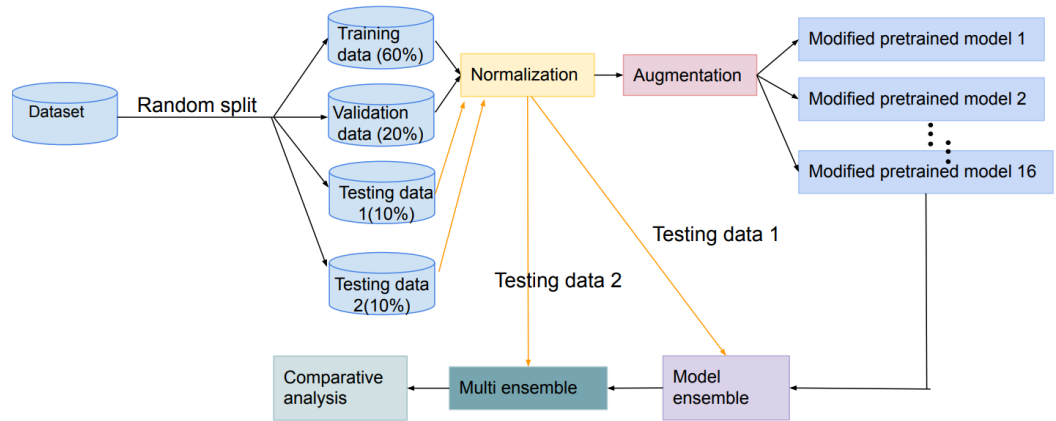 Dataset
Random split
Training
data (60%)
Validation
data (20%)
Testing data
1(10%)
Testing data
2(10%)
Normalization
Augmentation
Modified pretrained model 1
Modified pretrained model 2
Modified pretrained model 16
Testing data 1
Testing data 2
Comparative
analysis
Multi ensemble
Model
ensemble